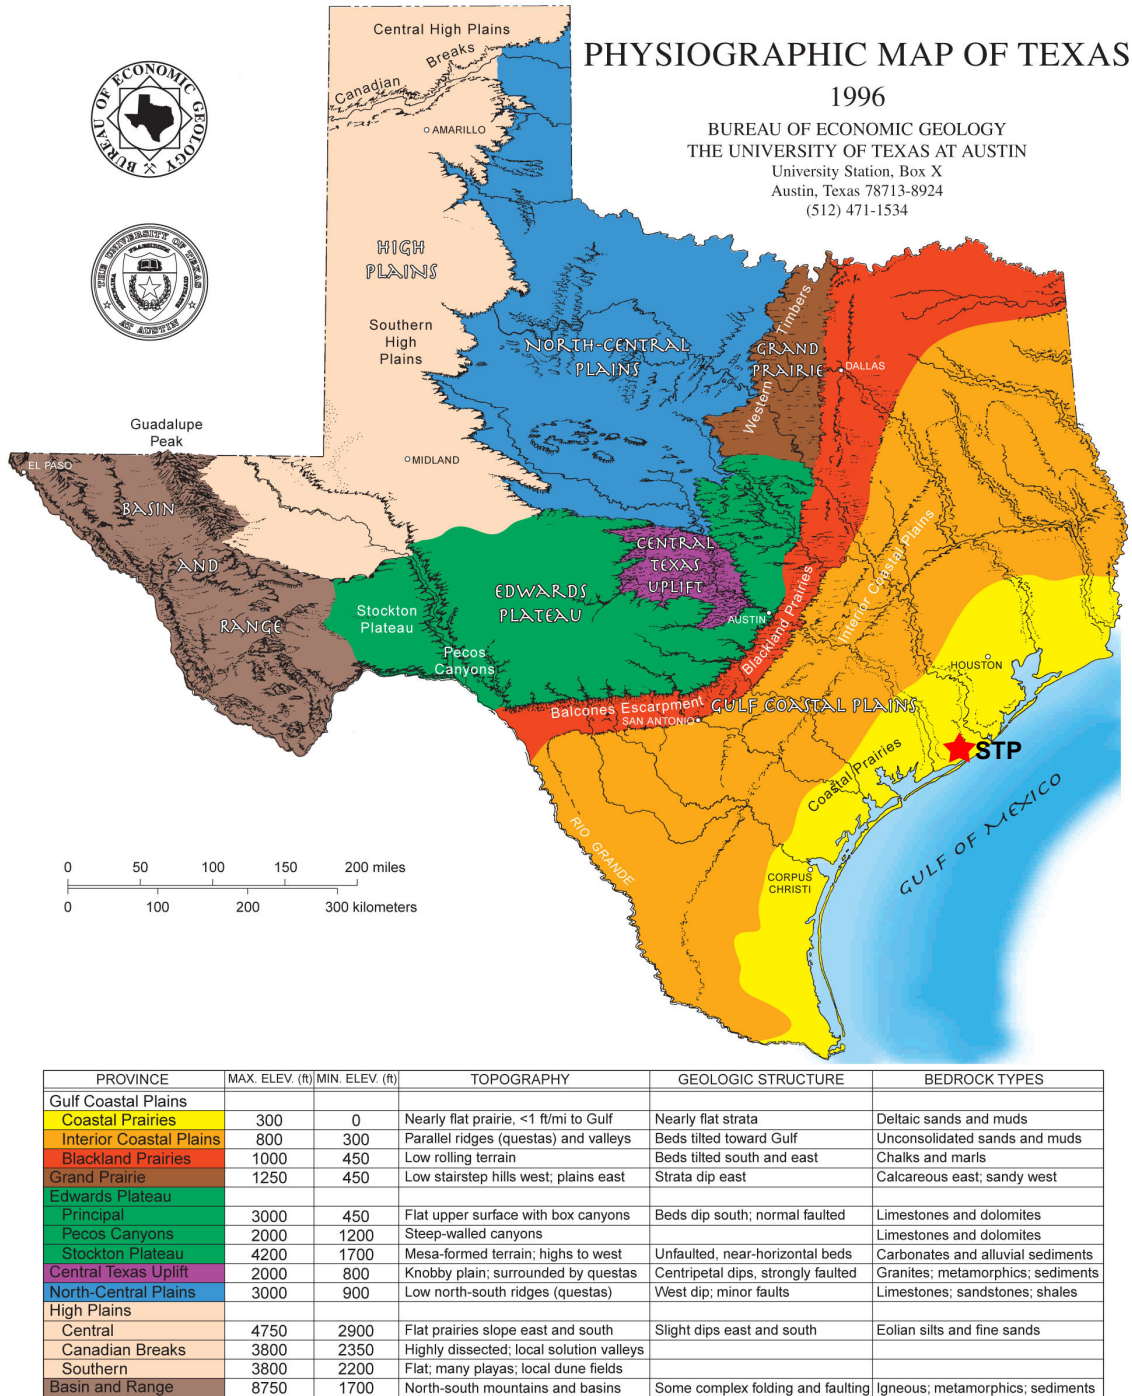 PHYSIOGRAPHIC MAP OF TEXAS
1996
BUREAU OF ECONOMIC GEOLOGY
THE UNIVERSITY OF TEXAS AT AUSTIN
University Station, Box X
Austin, Texas 78713-8924
(512) 471-1534
BUREAU OF ECONOMIC GEOLOGY
THE UNIVERSITY OF TEXAS
AT AUSTIN
Central High Plains
Canadian Breaks
AMARILLO
HIGH
PLAINS
Southern
High
Plains
NORTH-CENTRAL
PLAINS
Western Timbers
GRAND
PRAIRIE
DALLAS
Guadalupe
Peak
EL PASO
MIDLAND
BASIN
AND
RANGE
Stockton
Plateau
EDWARDS
PLATEAU
CENTRAL
TEXAS
UPLIFT
AUSTIN
Pecos
Canyons
Blackland Prairies
Interior Coastal Plains
Balcones Escarpment
SAN ANTONIO
GULF COASTAL PLAINS
HOUSTON
STP
Coastal Prairies
RIO GRANDE
CORPUS
CHRISTI
GULF OF MEXICO
0 50 100 150 200 miles
0 100 200 300 kilometers
PROVINCE MAX. ELEV. (ft) MIN. ELEV. (ft) TOPOGRAPHY GEOLOGIC STRUCTURE BEDROCK TYPES
Gulf Coastal Plains
Coastal Prairies 300 0 Nearly flat prairie, <1 ft/mi to Gulf Nearly flat strata Deltaic sands and muds
Interior Coastal Plains 800 300 Parallel ridges (questas) and valleys Beds tilted toward Gulf Unconsolidated sands and muds
Blackland Prairies 1000 450 Low rolling terrain Beds tilted south and east Chalks and marls
Grand Prairie 1250 450 Low stairstep hills west; plains east Strata dip east Calcareous east; sandy west
Edwards Plateau
Principal 3000 450 Flat upper surface with box canyons Beds dip south; normal faulted Limestones and dolomites
Pecos Canyons 2000 1200 Steep-walled canyons Limestones and dolomites
Stockton Plateau 4200 1700 Mesa-formed terrain; highs to west Unfaulted, near-horizontal beds Carbonates and alluvial sediments
Central Texas Uplift 2000 800 Knobby plain; surrounded by questas Centripetal dips, strongly faulted Granites; metamorphics; sediments
North-Central Plains 3000 900 Low north-south ridges (questas) West dip; minor faults Limestones; sandstones; shales
High Plains
Central 4750 2900 Flat prairies slope east and south Slight dips east and south Eolian silts and fine sands
Canadian Breaks 3800 2350 Highly dissected; local solution valleys
Southern 3800 2200 Flat; many playas; local dune fields
Basin and Range 8750 1700 North-south mountains and basins Some complex folding and faulting Igneous; metamorphics; sediments